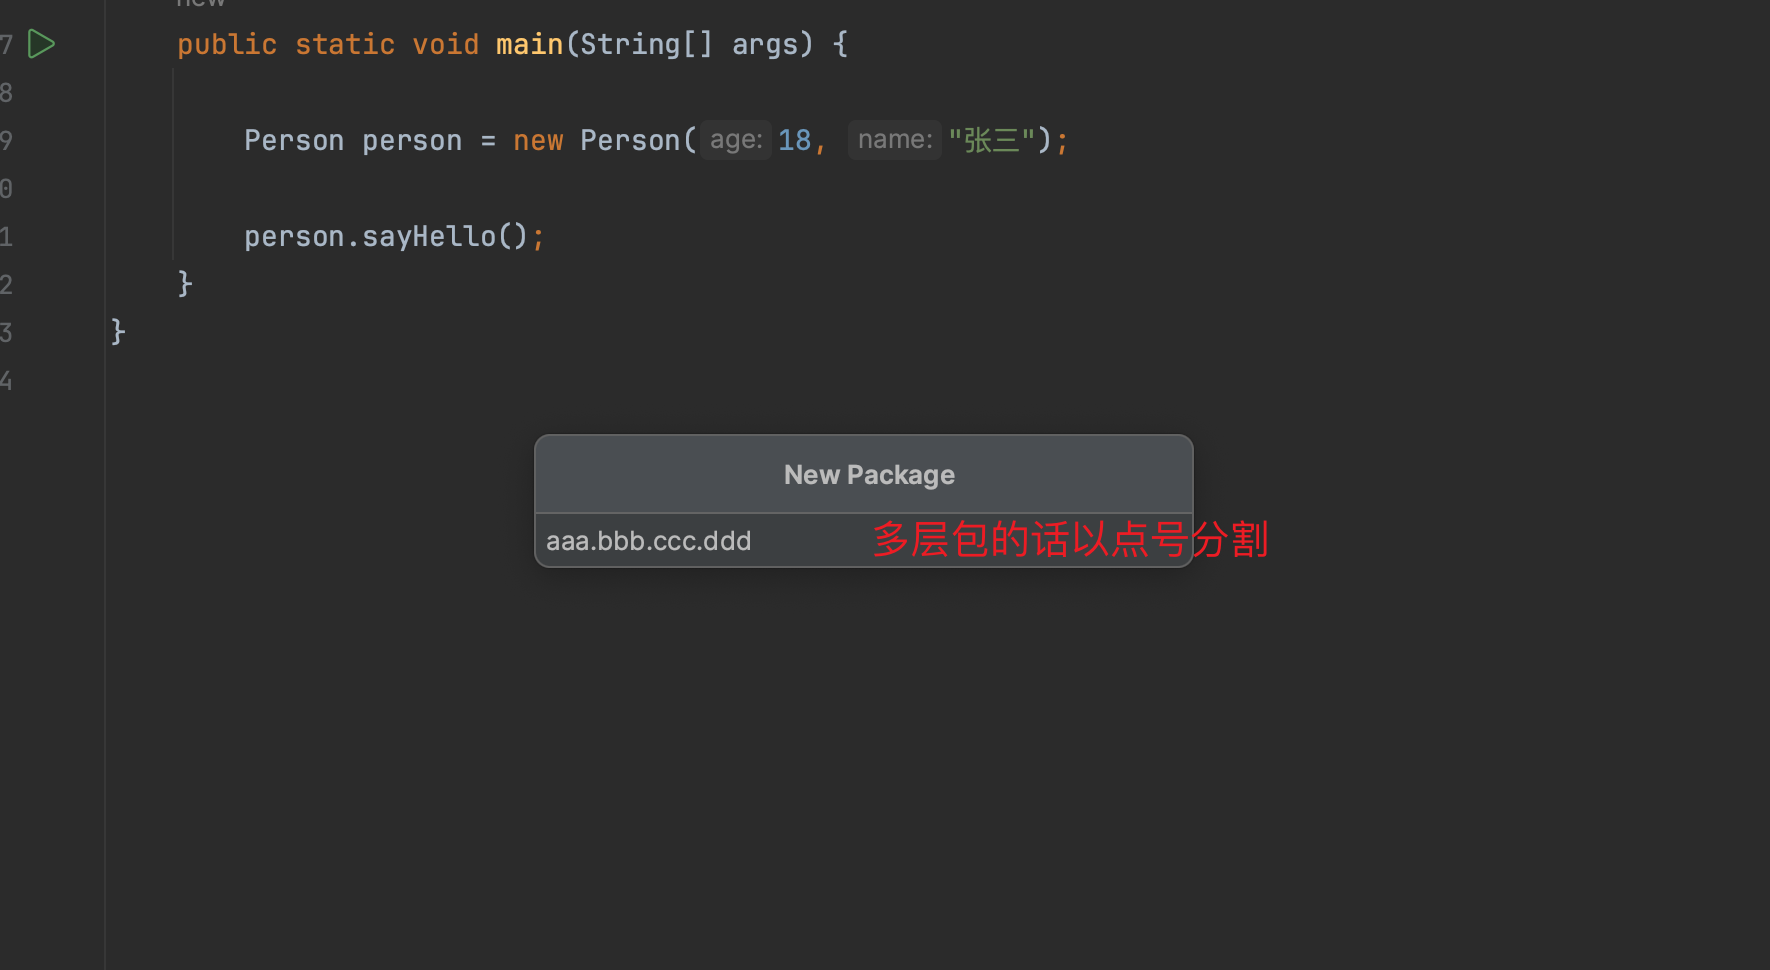 new
7 public static void main(String[] args) {
8
9 Person person = new Person( age: 18, name: "张三");
0
1 person.sayHello();
2 }
3 }
4
New Package
aaa.bbb.ccc.ddd 多层包的话以点号分割